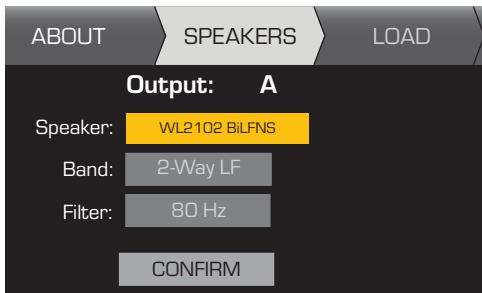 ABOUT SPEAKERS LOAD
Output: A
Speaker: WL2102 BiLFNS
Band: 2-Way LF
Filter: 80 Hz
CONFIRM